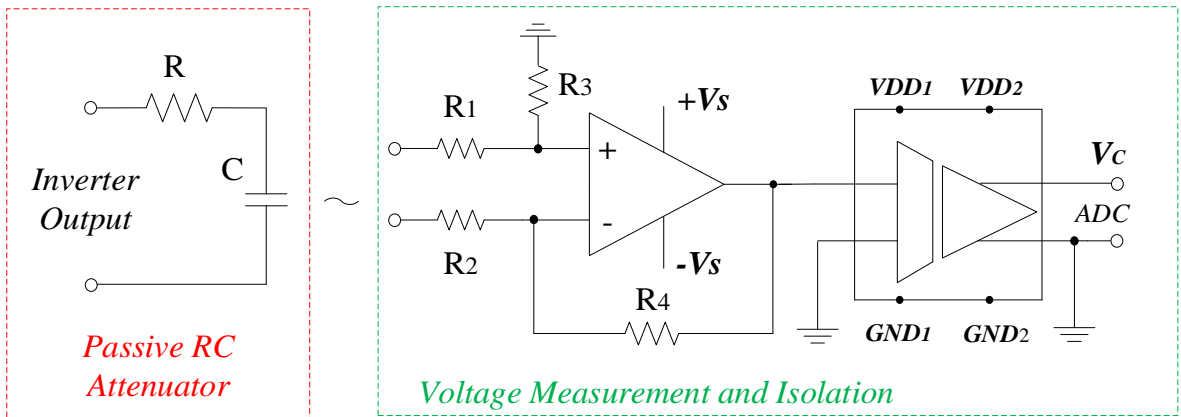 R
C
Inverter
Output
Passive RC
Attenuator
~
R1
R2
R3
R4
+
-
+Vs
-Vs
VDD1
VDD2
VC
ADC
GND1
GND2
Voltage Measurement and Isolation